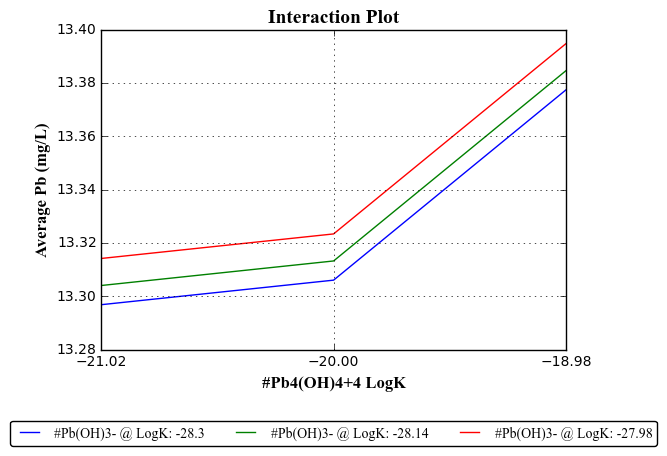 Interaction Plot
13.40
13.38
13.36
13.34
13.32
13.30
13.28
Average Pb (mg/L)
−21.02 −20.00 −18.98
#Pb4(OH)4+4 LogK
#Pb(OH)3- @ LogK: -28.3 #Pb(OH)3- @ LogK: -28.14 #Pb(OH)3- @ LogK: -27.98